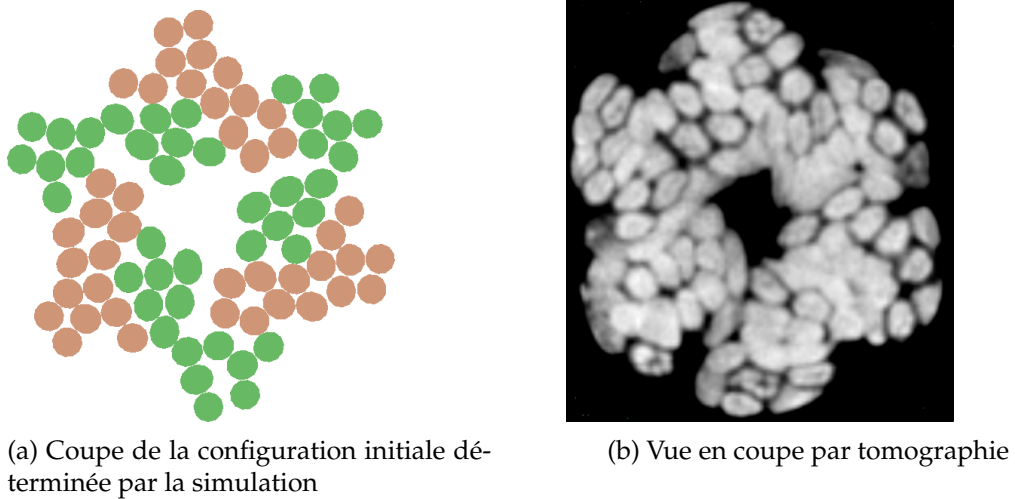 (a) Coupe de la configuration initiale dé-
terminée par la simulation
(b) Vue en coupe par tomographie